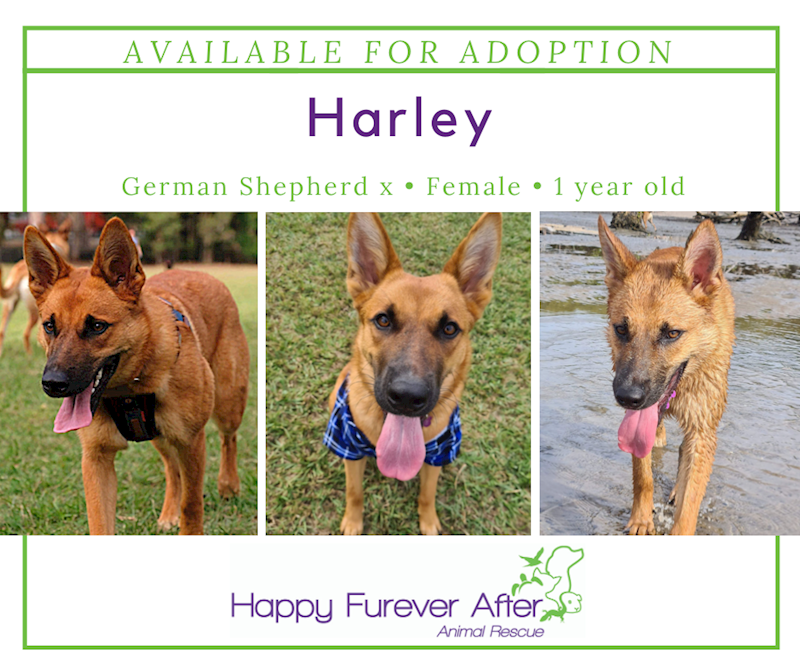 AVAILABLE FOR ADOPTION
Harley
German Shepherd x • Female • 1 year old
Happy Furever After
Animal Rescue